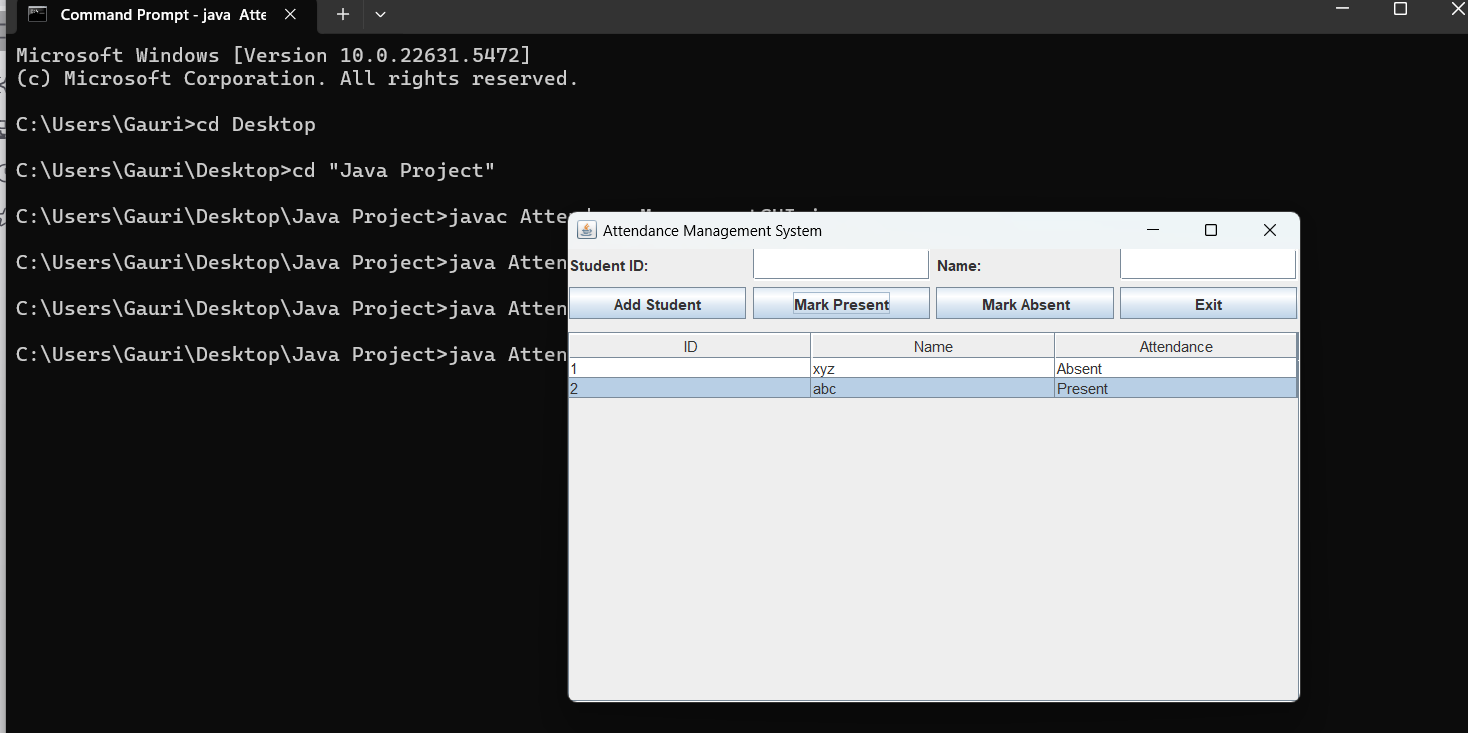 Command Prompt - java Atte
Microsoft Windows [Version 10.0.22631.5472]
(c) Microsoft Corporation. All rights reserved.
C:\Users\Gauri>cd Desktop
C:\Users\Gauri\Desktop>cd "Java Project"
C:\Users\Gauri\Desktop\Java Project>javac Atte
C:\Users\Gauri\Desktop\Java Project>java Atten
C:\Users\Gauri\Desktop\Java Project>java Atten
C:\Users\Gauri\Desktop\Java Project>java Atten
Attendance Management System
Student ID: Name:
Add Student Mark Present Mark Absent Exit
ID Name Attendance
1 xyz Absent
2 abc Present